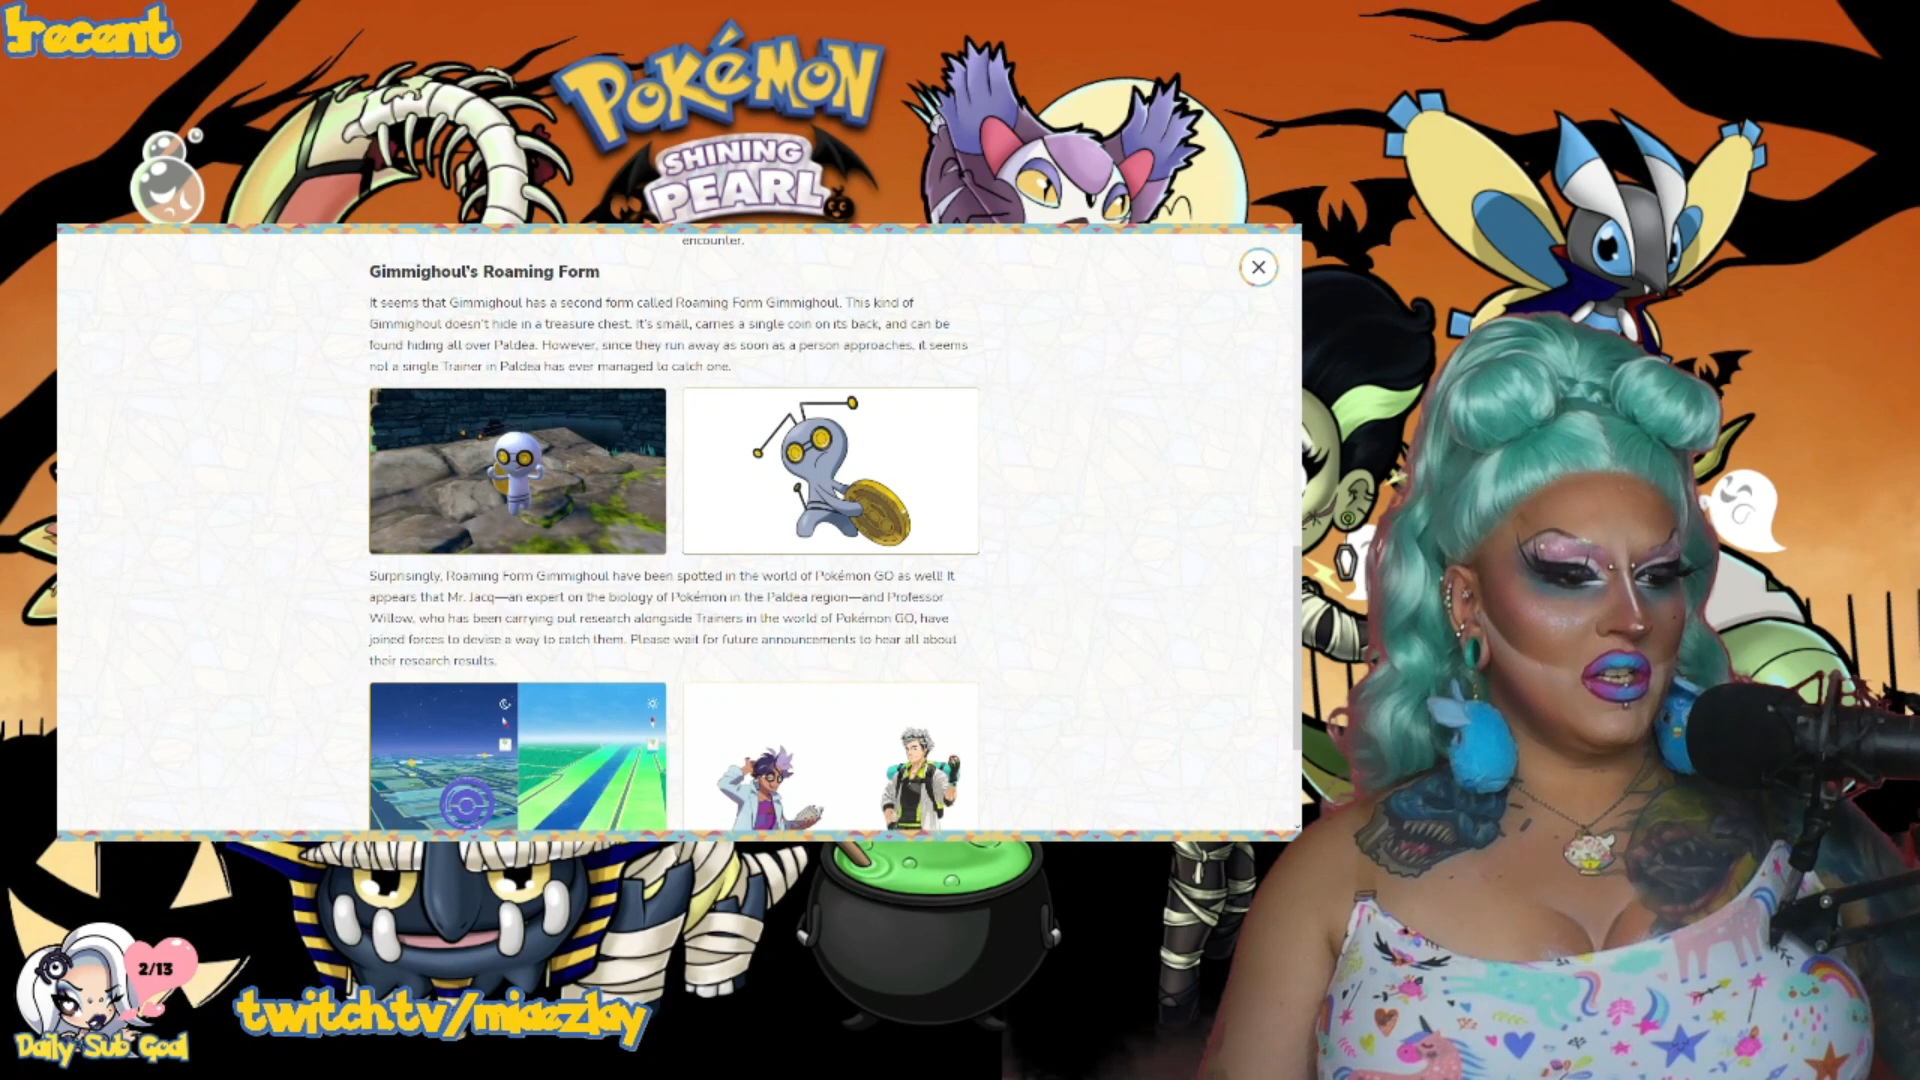 !recent
POKéMON
SHINING
PEARL
encounter.
Gimmighoul's Roaming Form
It seems that Gimmighoul has a second form called Roaming Form Gimmighoul. This kind of
Gimmighoul doesn't hide in a treasure chest. It's small, carries a single coin on its back, and can be
found hiding all over Paldea. However, since they run away as soon as a person approaches, it seems
not a single Trainer in Paldea has ever managed to catch one.
Surprisingly, Roaming Form Gimmighoul have been spotted in the world of Pokémon GO as well! It
appears that Mr. Jacq—an expert on the biology of Pokémon in the Paldea region—and Professor
Willow, who has been carrying out research alongside Trainers in the world of Pokémon GO, have
joined forces to devise a way to catch them. Please wait for future announcements to hear all about
their research results.
2/13
Daily Sub Goal
twitch.tv/miaezlay